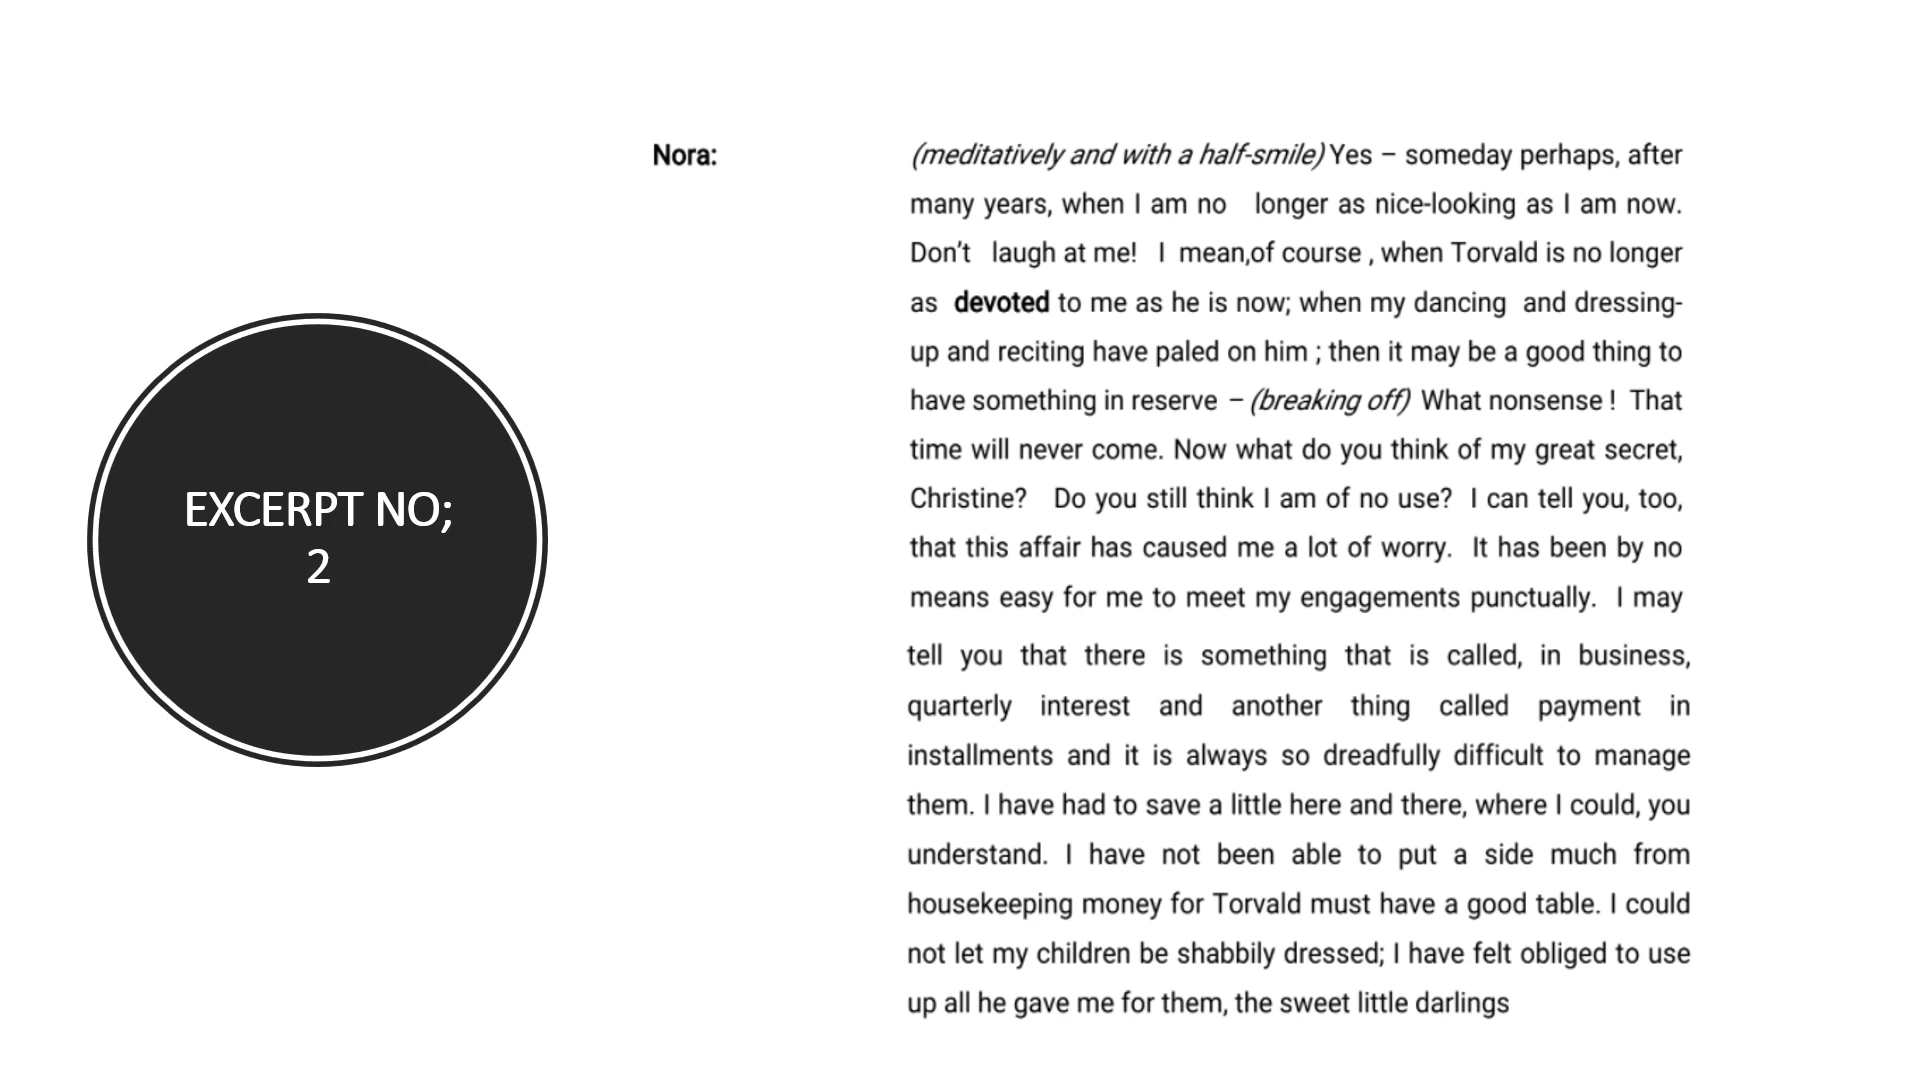 EXCERPT NO;
2
Nora:
(meditatively and with a half-smile) Yes – someday perhaps, after
many years, when I am no longer as nice-looking as I am now.
Don’t laugh at me! I mean,of course , when Torvald is no longer
as devoted to me as he is now; when my dancing and dressing-
up and reciting have paled on him ; then it may be a good thing to
have something in reserve – (breaking off) What nonsense ! That
time will never come. Now what do you think of my great secret,
Christine? Do you still think I am of no use? I can tell you, too,
that this affair has caused me a lot of worry. It has been by no
means easy for me to meet my engagements punctually. I may
tell you that there is something that is called, in business,
quarterly interest and another thing called payment in
installments and it is always so dreadfully difficult to manage
them. I have had to save a little here and there, where I could, you
understand. I have not been able to put a side much from
housekeeping money for Torvald must have a good table. I could
not let my children be shabbily dressed; I have felt obliged to use
up all he gave me for them, the sweet little darlings